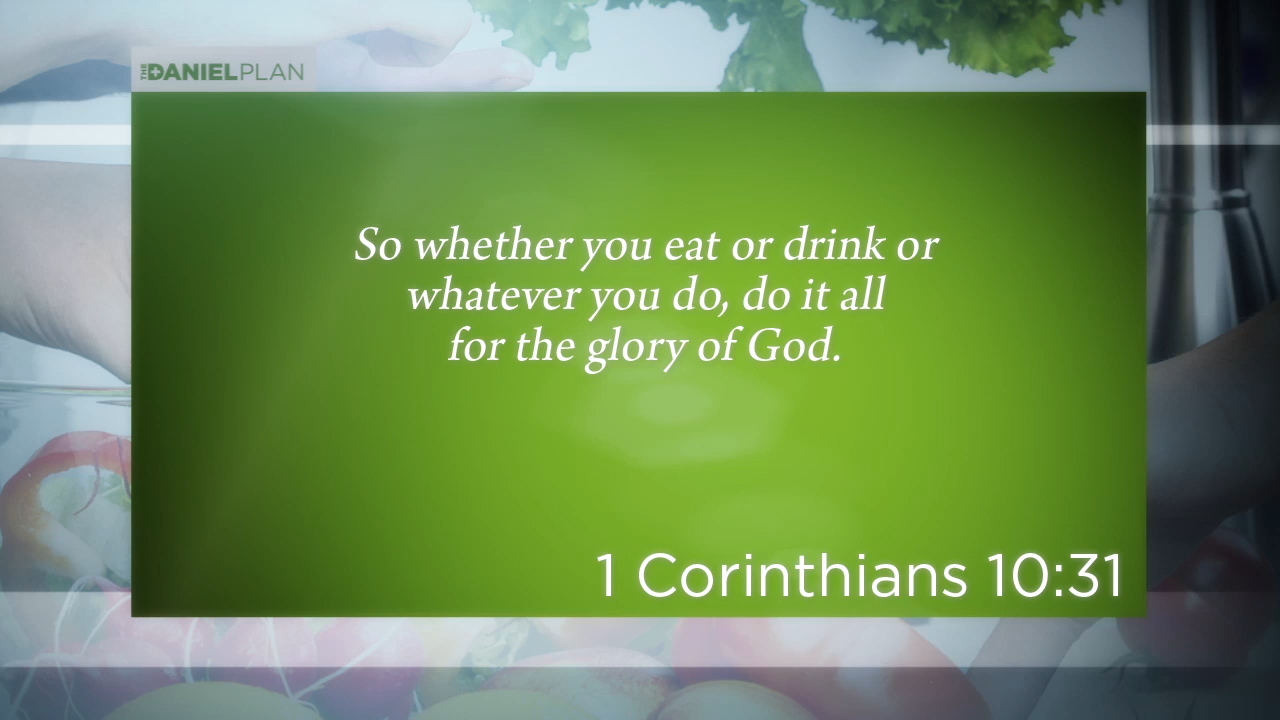 THE DANIEL PLAN
So whether you eat or drink or
whatever you do, do it all
for the glory of God.
1 Corinthians 10:31